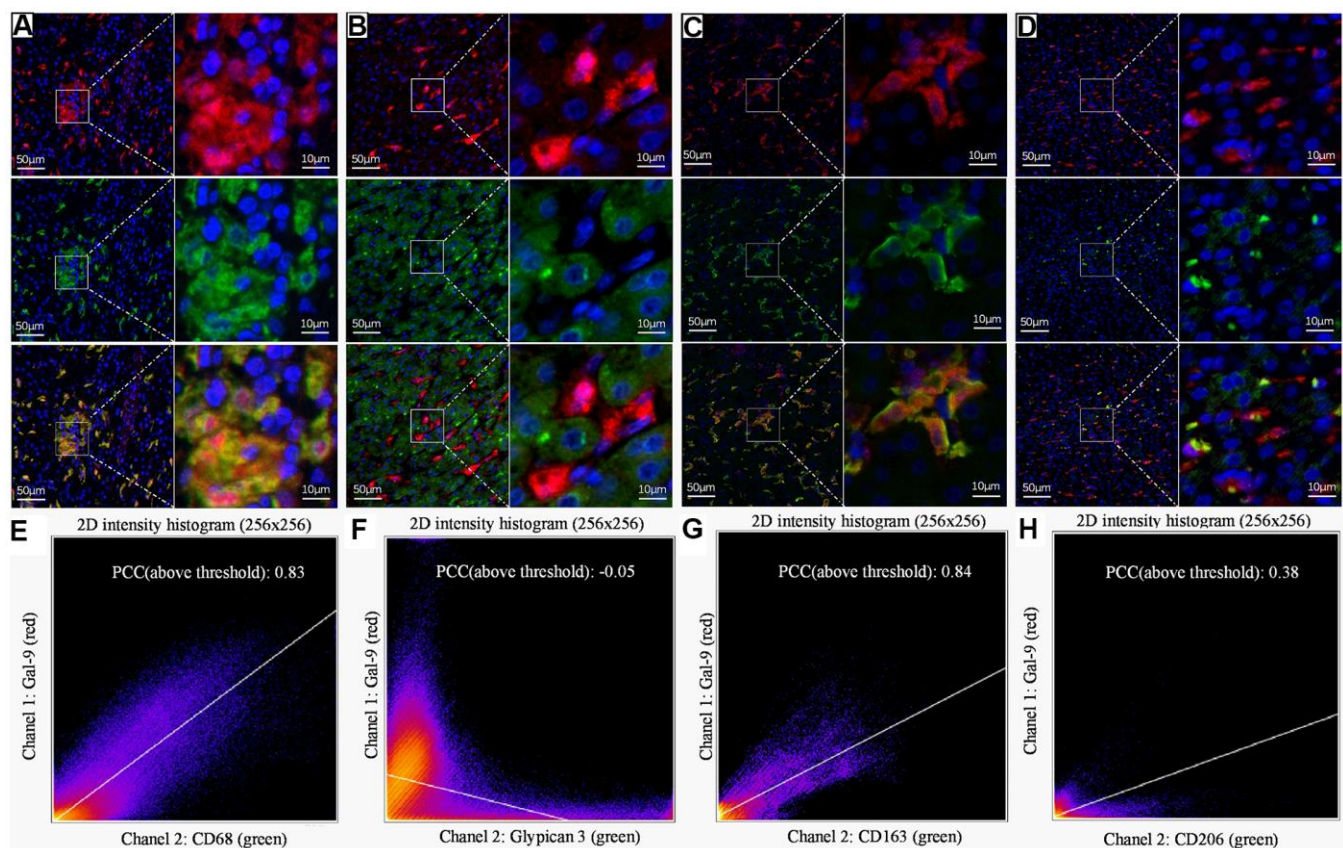 A
B
C
D
50µm
10µm
50µm
10µm
50µm
10µm
50µm
10µm
50µm
10µm
50µm
10µm
50µm
10µm
50µm
10µm
50µm
10µm
50µm
10µm
50µm
10µm
50µm
10µm
E
2D intensity histogram (256x256)
PCC(above threshold): 0.83
Chanel 1: Gal-9 (red)
Chanel 2: CD68 (green)
F
2D intensity histogram (256x256)
PCC(above threshold): -0.05
Chanel 1: Gal-9 (red)
Chanel 2: Glypican 3 (green)
G
2D intensity histogram (256x256)
PCC(above threshold): 0.84
Chanel 1: Gal-9 (red)
Chanel 2: CD163 (green)
H
2D intensity histogram (256x256)
PCC(above threshold): 0.38
Chanel 1: Gal-9 (red)
Chanel 2: CD206 (green)